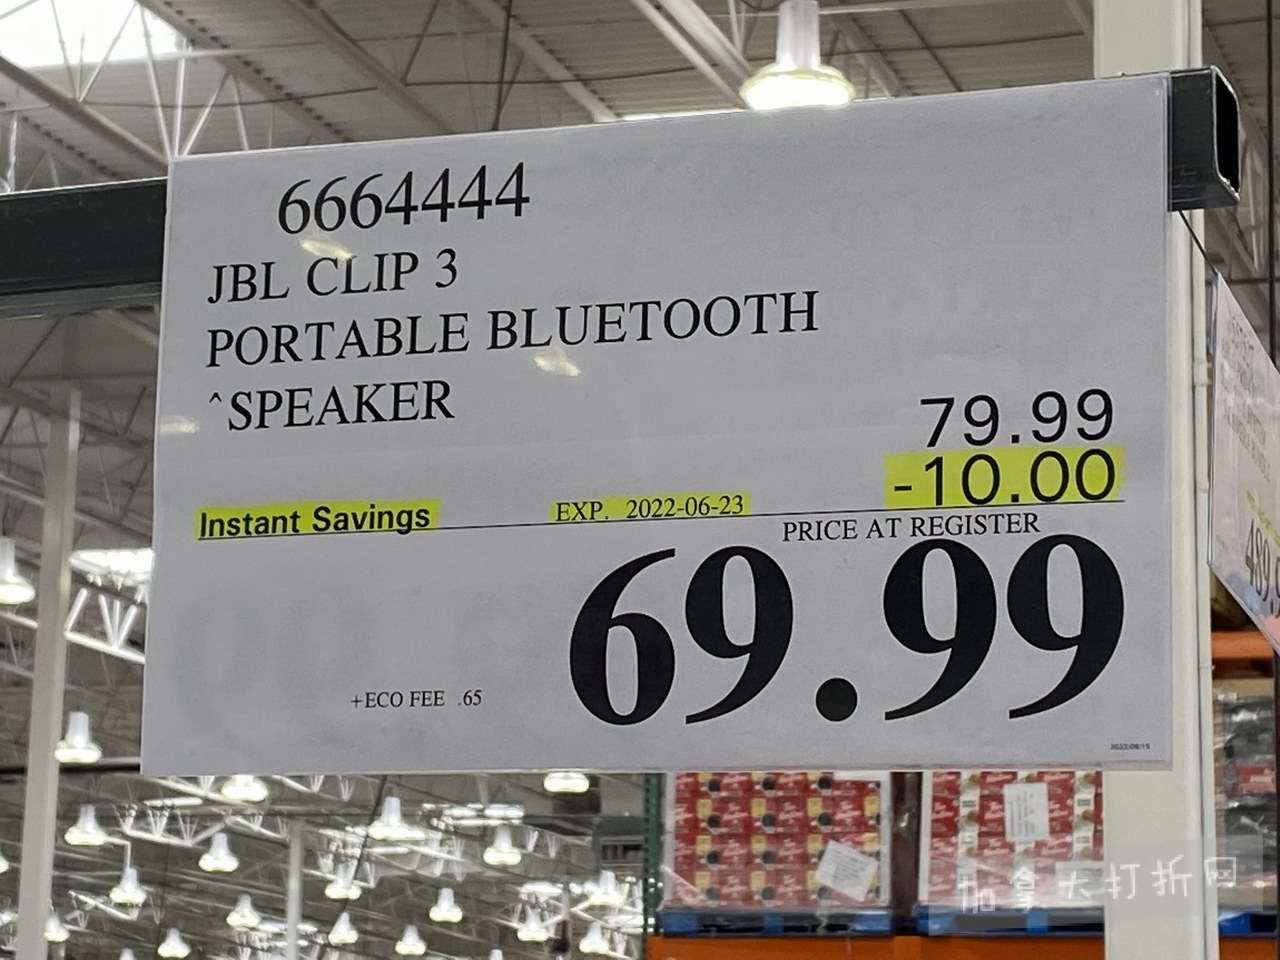 6664444
JBL CLIP 3
PORTABLE BLUETOOTH
^SPEAKER
79.99
-10.00
Instant Savings
EXP. 2022-06-23
PRICE AT REGISTER
69.99
+ECO FEE .65
加拿大打折网